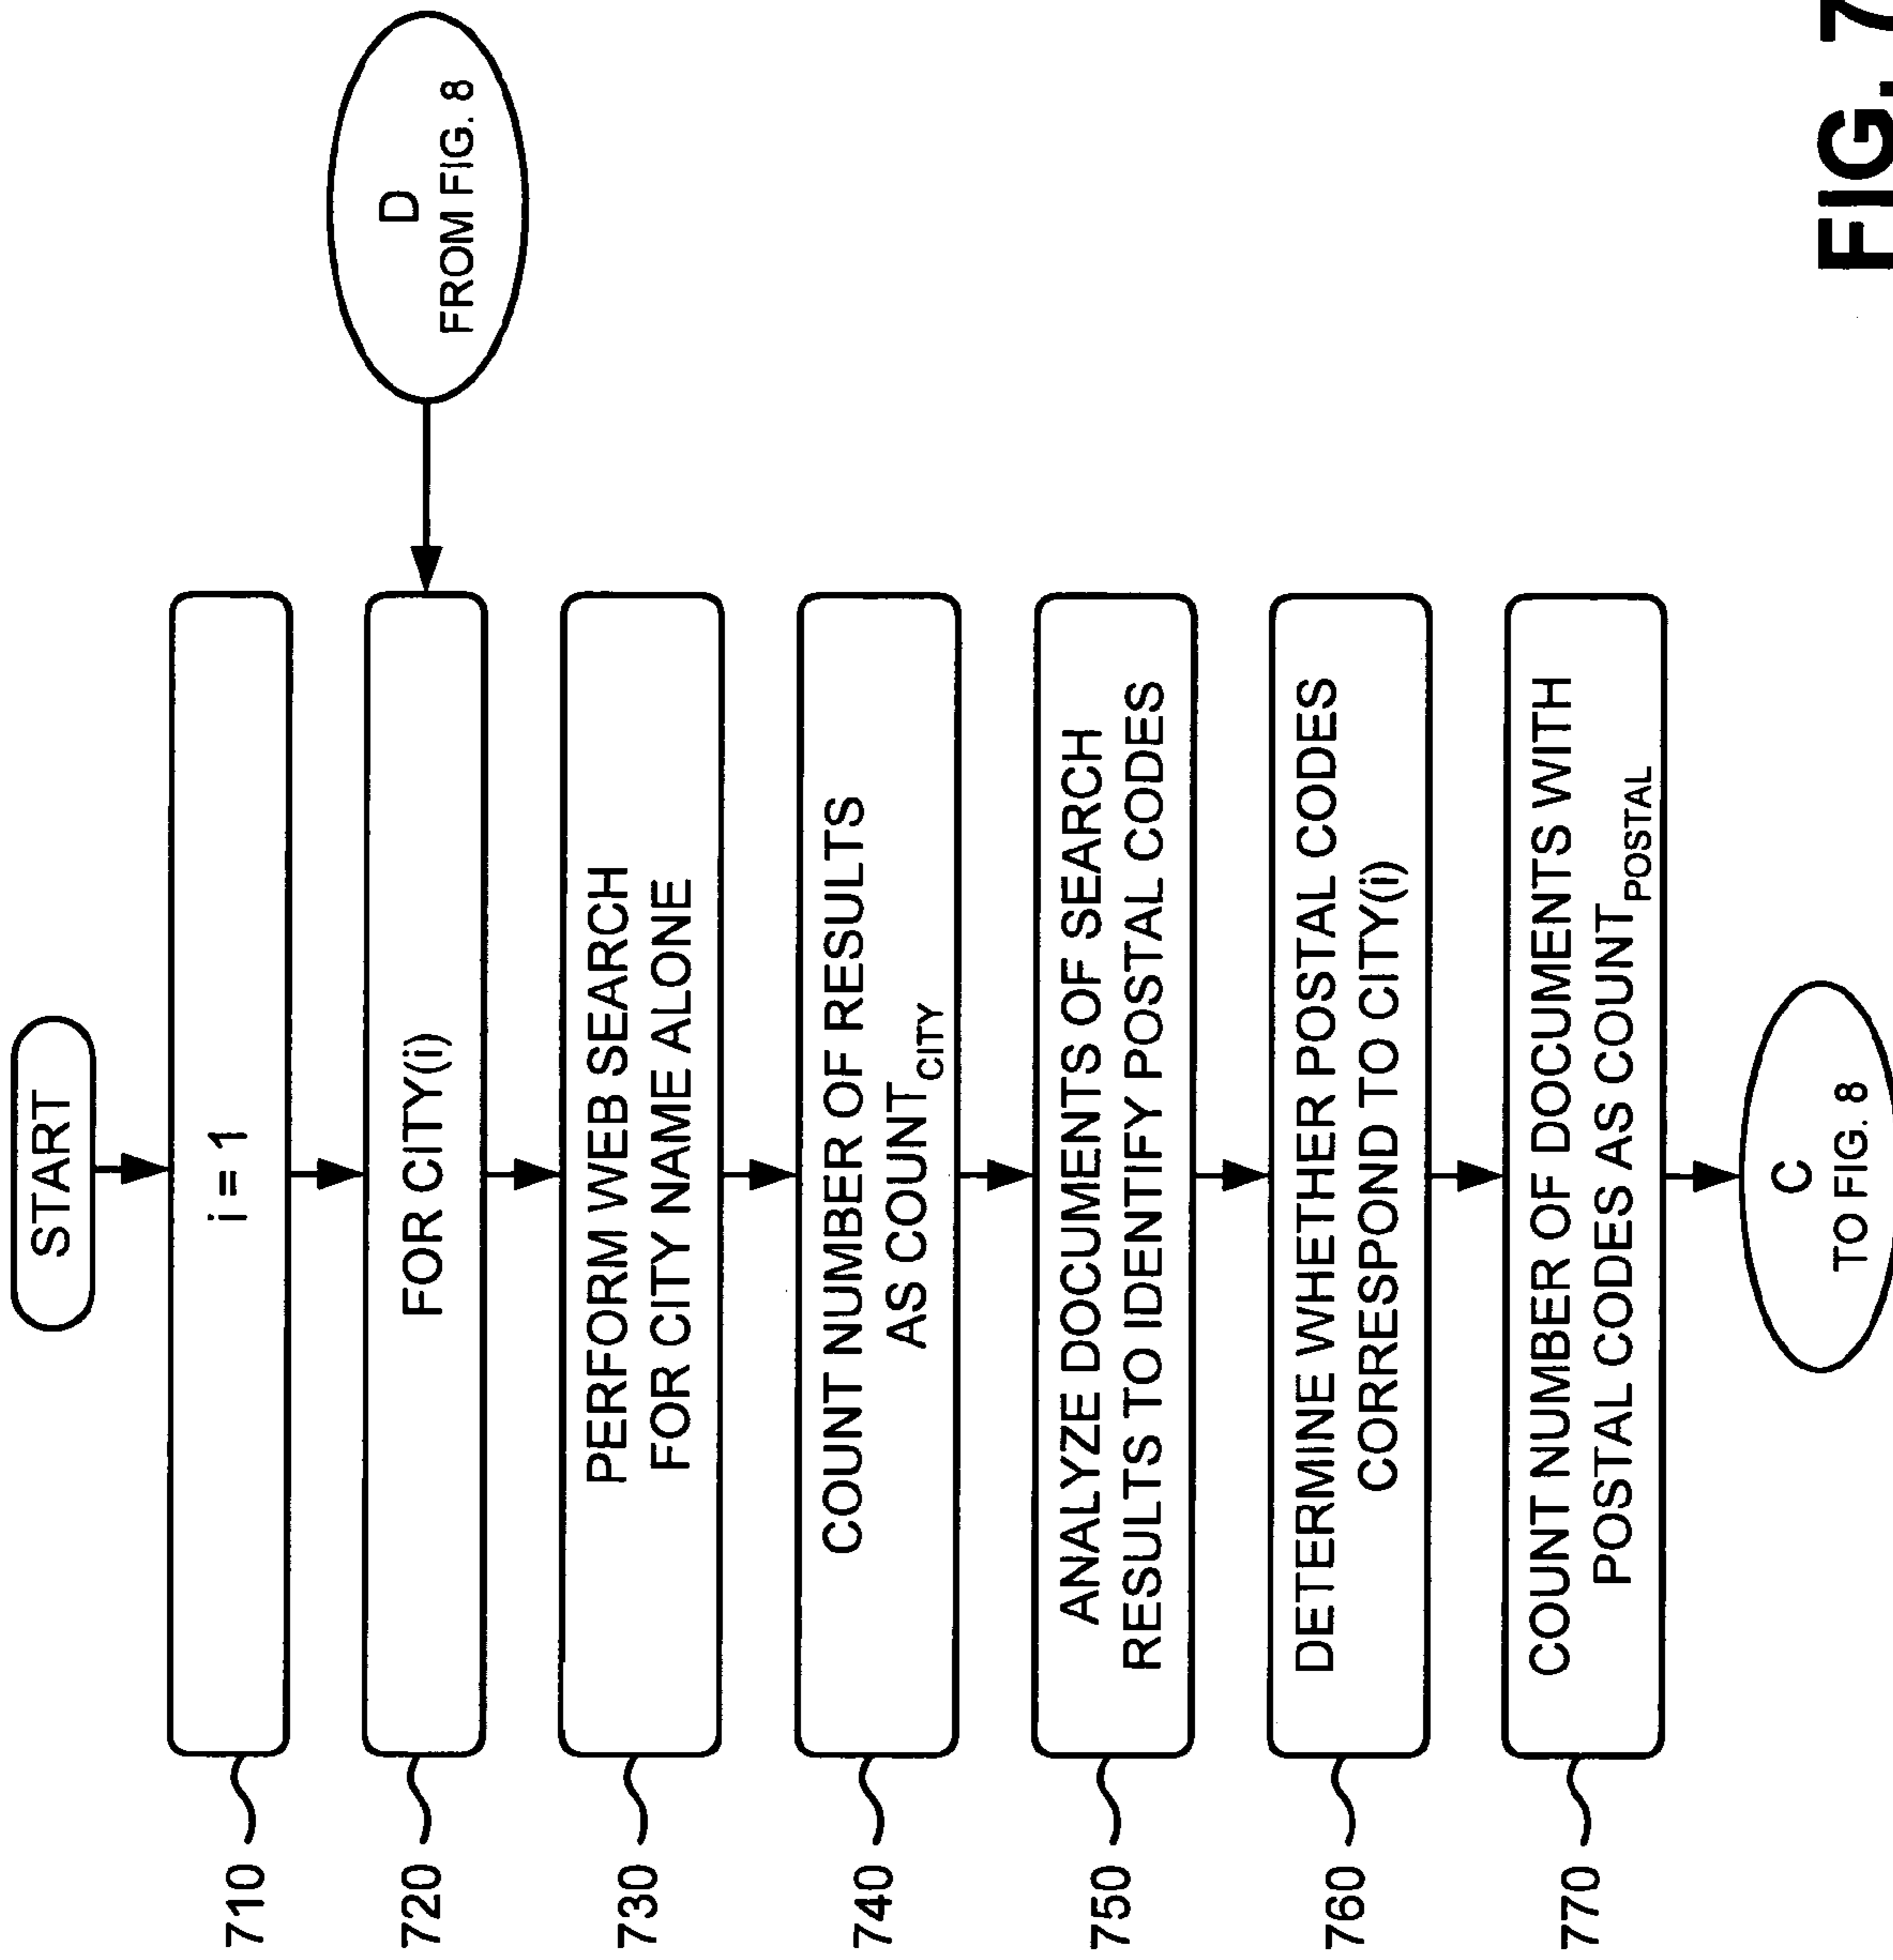 START
710
i = 1
720
FOR CITY(i)
D
FROM FIG. 8
730
PERFORM WEB SEARCH
FOR CITY NAME ALONE
740
COUNT NUMBER OF RESULTS
AS COUNT CITY
750
ANALYZE DOCUMENTS OF SEARCH
RESULTS TO IDENTIFY POSTAL CODES
760
DETERMINE WHETHER POSTAL CODES
CORRESPOND TO CITY(i)
770
COUNT NUMBER OF DOCUMENTS WITH
POSTAL CODES AS COUNT POSTAL
C
TO FIG. 8
FIG. 7